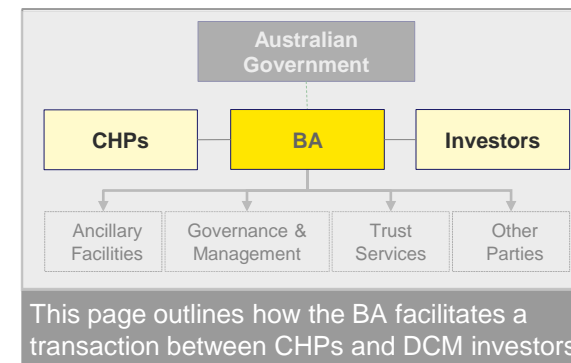 Australian
Government
CHPs
BA
Investors
Ancillary
Facilities
Governance &
Management
Trust
Services
Other
Parties
This page outlines how the BA facilitates a
transaction between CHPs and DCM investors